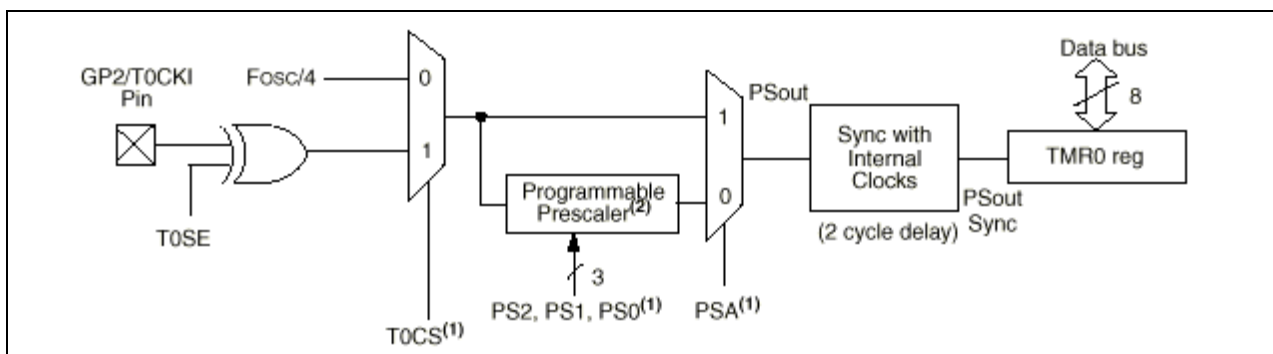 GP2/T0CKI
Pin
T0SE
Fosc/4
0
1
T0CS(1)
Programmable
Prescaler(2)
3
PS2, PS1, PS0(1)
1
0
PSA(1)
PSout
Sync with
Internal
Clocks
(2 cycle delay)
PSout
Sync
Data bus
8
TMR0 reg